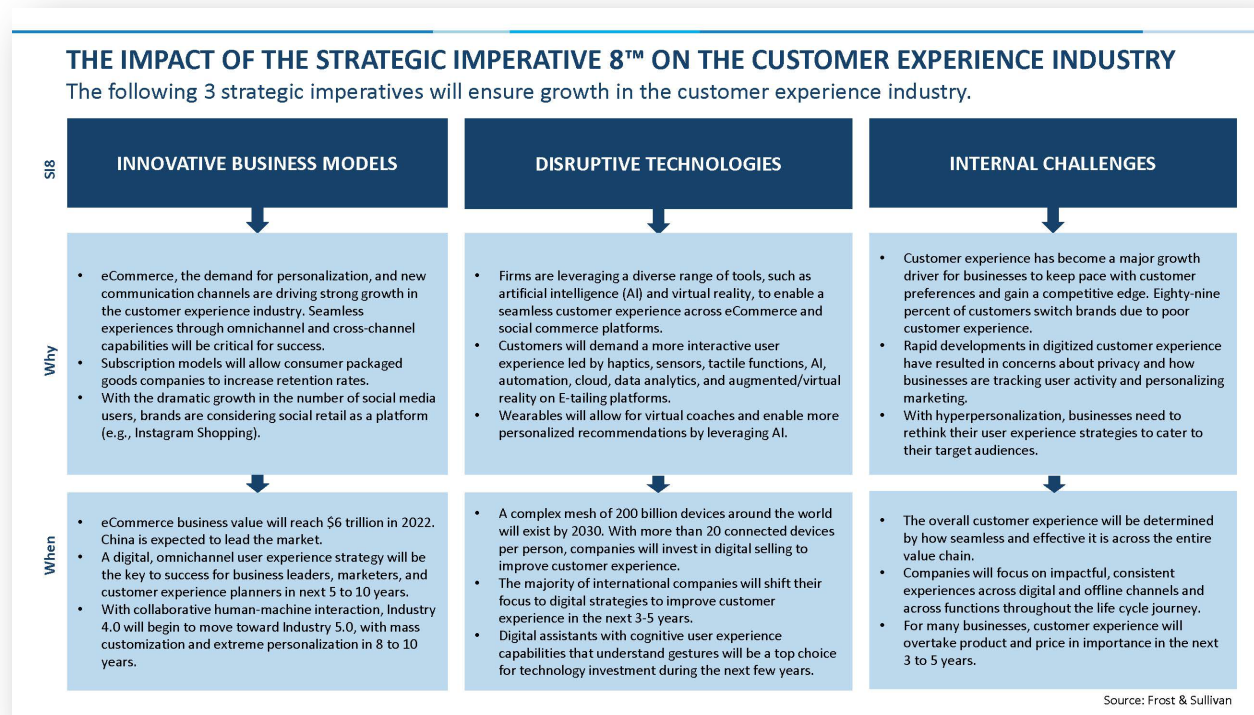 THE IMPACT OF THE STRATEGIC IMPERATIVE 8™ ON THE CUSTOMER EXPERIENCE INDUSTRY
The following 3 strategic imperatives will ensure growth in the customer experience industry.
SI8
INNOVATIVE BUSINESS MODELS
DISRUPTIVE TECHNOLOGIES
INTERNAL CHALLENGES
Why
• eCommerce, the demand for personalization, and new
communication channels are driving strong growth in
the customer experience industry. Seamless
experiences through omnichannel and cross-channel
capabilities will be critical for success.
• Subscription models will allow consumer packaged
goods companies to increase retention rates.
• With the dramatic growth in the number of social media
users, brands are considering social retail as a platform
(e.g., Instagram Shopping).
• Firms are leveraging a diverse range of tools, such as
artificial intelligence (AI) and virtual reality, to enable a
seamless customer experience across eCommerce and
social commerce platforms.
• Customers will demand a more interactive user
experience led by haptics, sensors, tactile functions, AI,
automation, cloud, data analytics, and augmented/virtual
reality on E-tailing platforms.
• Wearables will allow for virtual coaches and enable more
personalized recommendations by leveraging AI.
• Customer experience has become a major growth
driver for businesses to keep pace with customer
preferences and gain a competitive edge. Eighty-nine
percent of customers switch brands due to poor
customer experience.
• Rapid developments in digitized customer experience
have resulted in concerns about privacy and how
businesses are tracking user activity and personalizing
marketing.
• With hyperpersonalization, businesses need to
rethink their user experience strategies to cater to
their target audiences.
When
• eCommerce business value will reach $6 trillion in 2022.
China is expected to lead the market.
• A digital, omnichannel user experience strategy will be
the key to success for business leaders, marketers, and
customer experience planners in next 5 to 10 years.
• With collaborative human-machine interaction, Industry
4.0 will begin to move toward Industry 5.0, with mass
customization and extreme personalization in 8 to 10
years.
• A complex mesh of 200 billion devices around the world
will exist by 2030. With more than 20 connected devices
per person, companies will invest in digital selling to
improve customer experience.
• The majority of international companies will shift their
focus to digital strategies to improve customer
experience in the next 3-5 years.
• Digital assistants with cognitive user experience
capabilities that understand gestures will be a top choice
for technology investment during the next few years.
• The overall customer experience will be determined
by how seamless and effective it is across the entire
value chain.
• Companies will focus on impactful, consistent
experiences across digital and offline channels and
across functions throughout the life cycle journey.
• For many businesses, customer experience will
overtake product and price in importance in the next
3 to 5 years.
Source: Frost & Sullivan